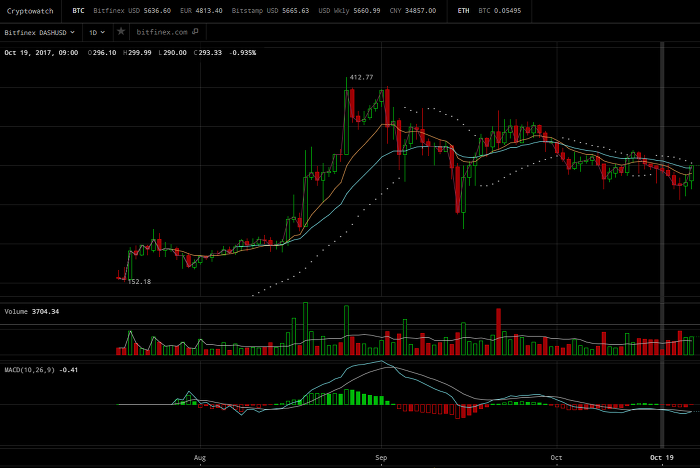 Cryptowatch BTC Bitfinex USD 5636.60 EUR 4813.40 Bitstamp USD 5665.63 USD Wkly 5660.99 CNY 34857.00 ETH BTC 0.05495
Bitfinex DASHUSD 1D bitfinex.com
Oct 19, 2017, 09:00 O296.10 H299.99 L290.00 C293.33 -0.935%
412.77
152.18
Volume 3704.34
MACD(10,26,9) -0.41
Aug Sep Oct Oct 19